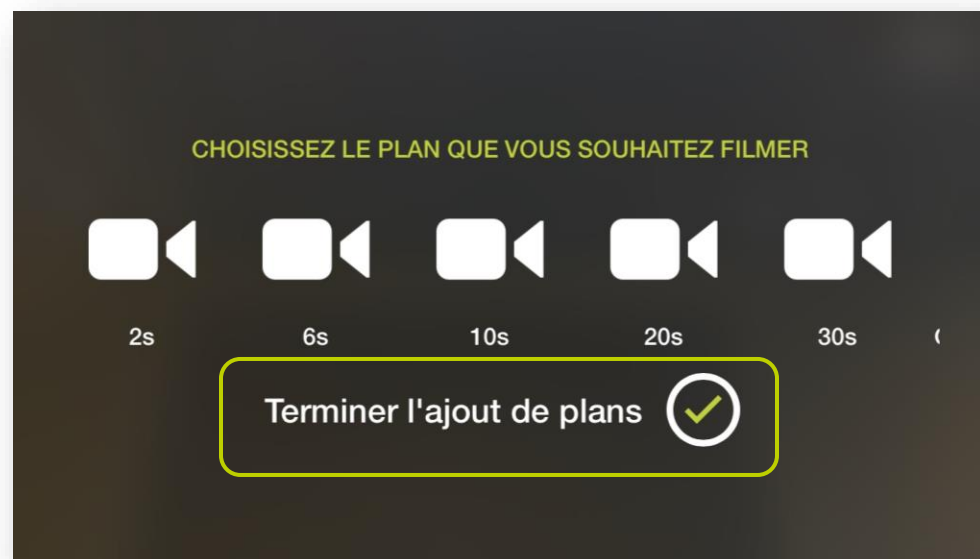 CHOISISSEZ LE PLAN QUE VOUS SOUHAITEZ FILMER
2s 6s 10s 20s 30s
Terminer l'ajout de plans